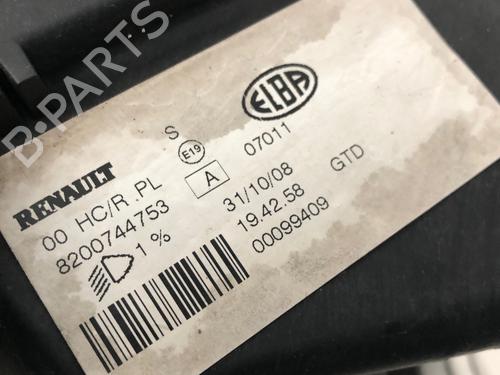 B-PARTS
RENAULT
S
E19
ELBA
00 HC/R .PL
A
07011
8200744753
31/10/08
GTD
1 %
19.42.58
00099409